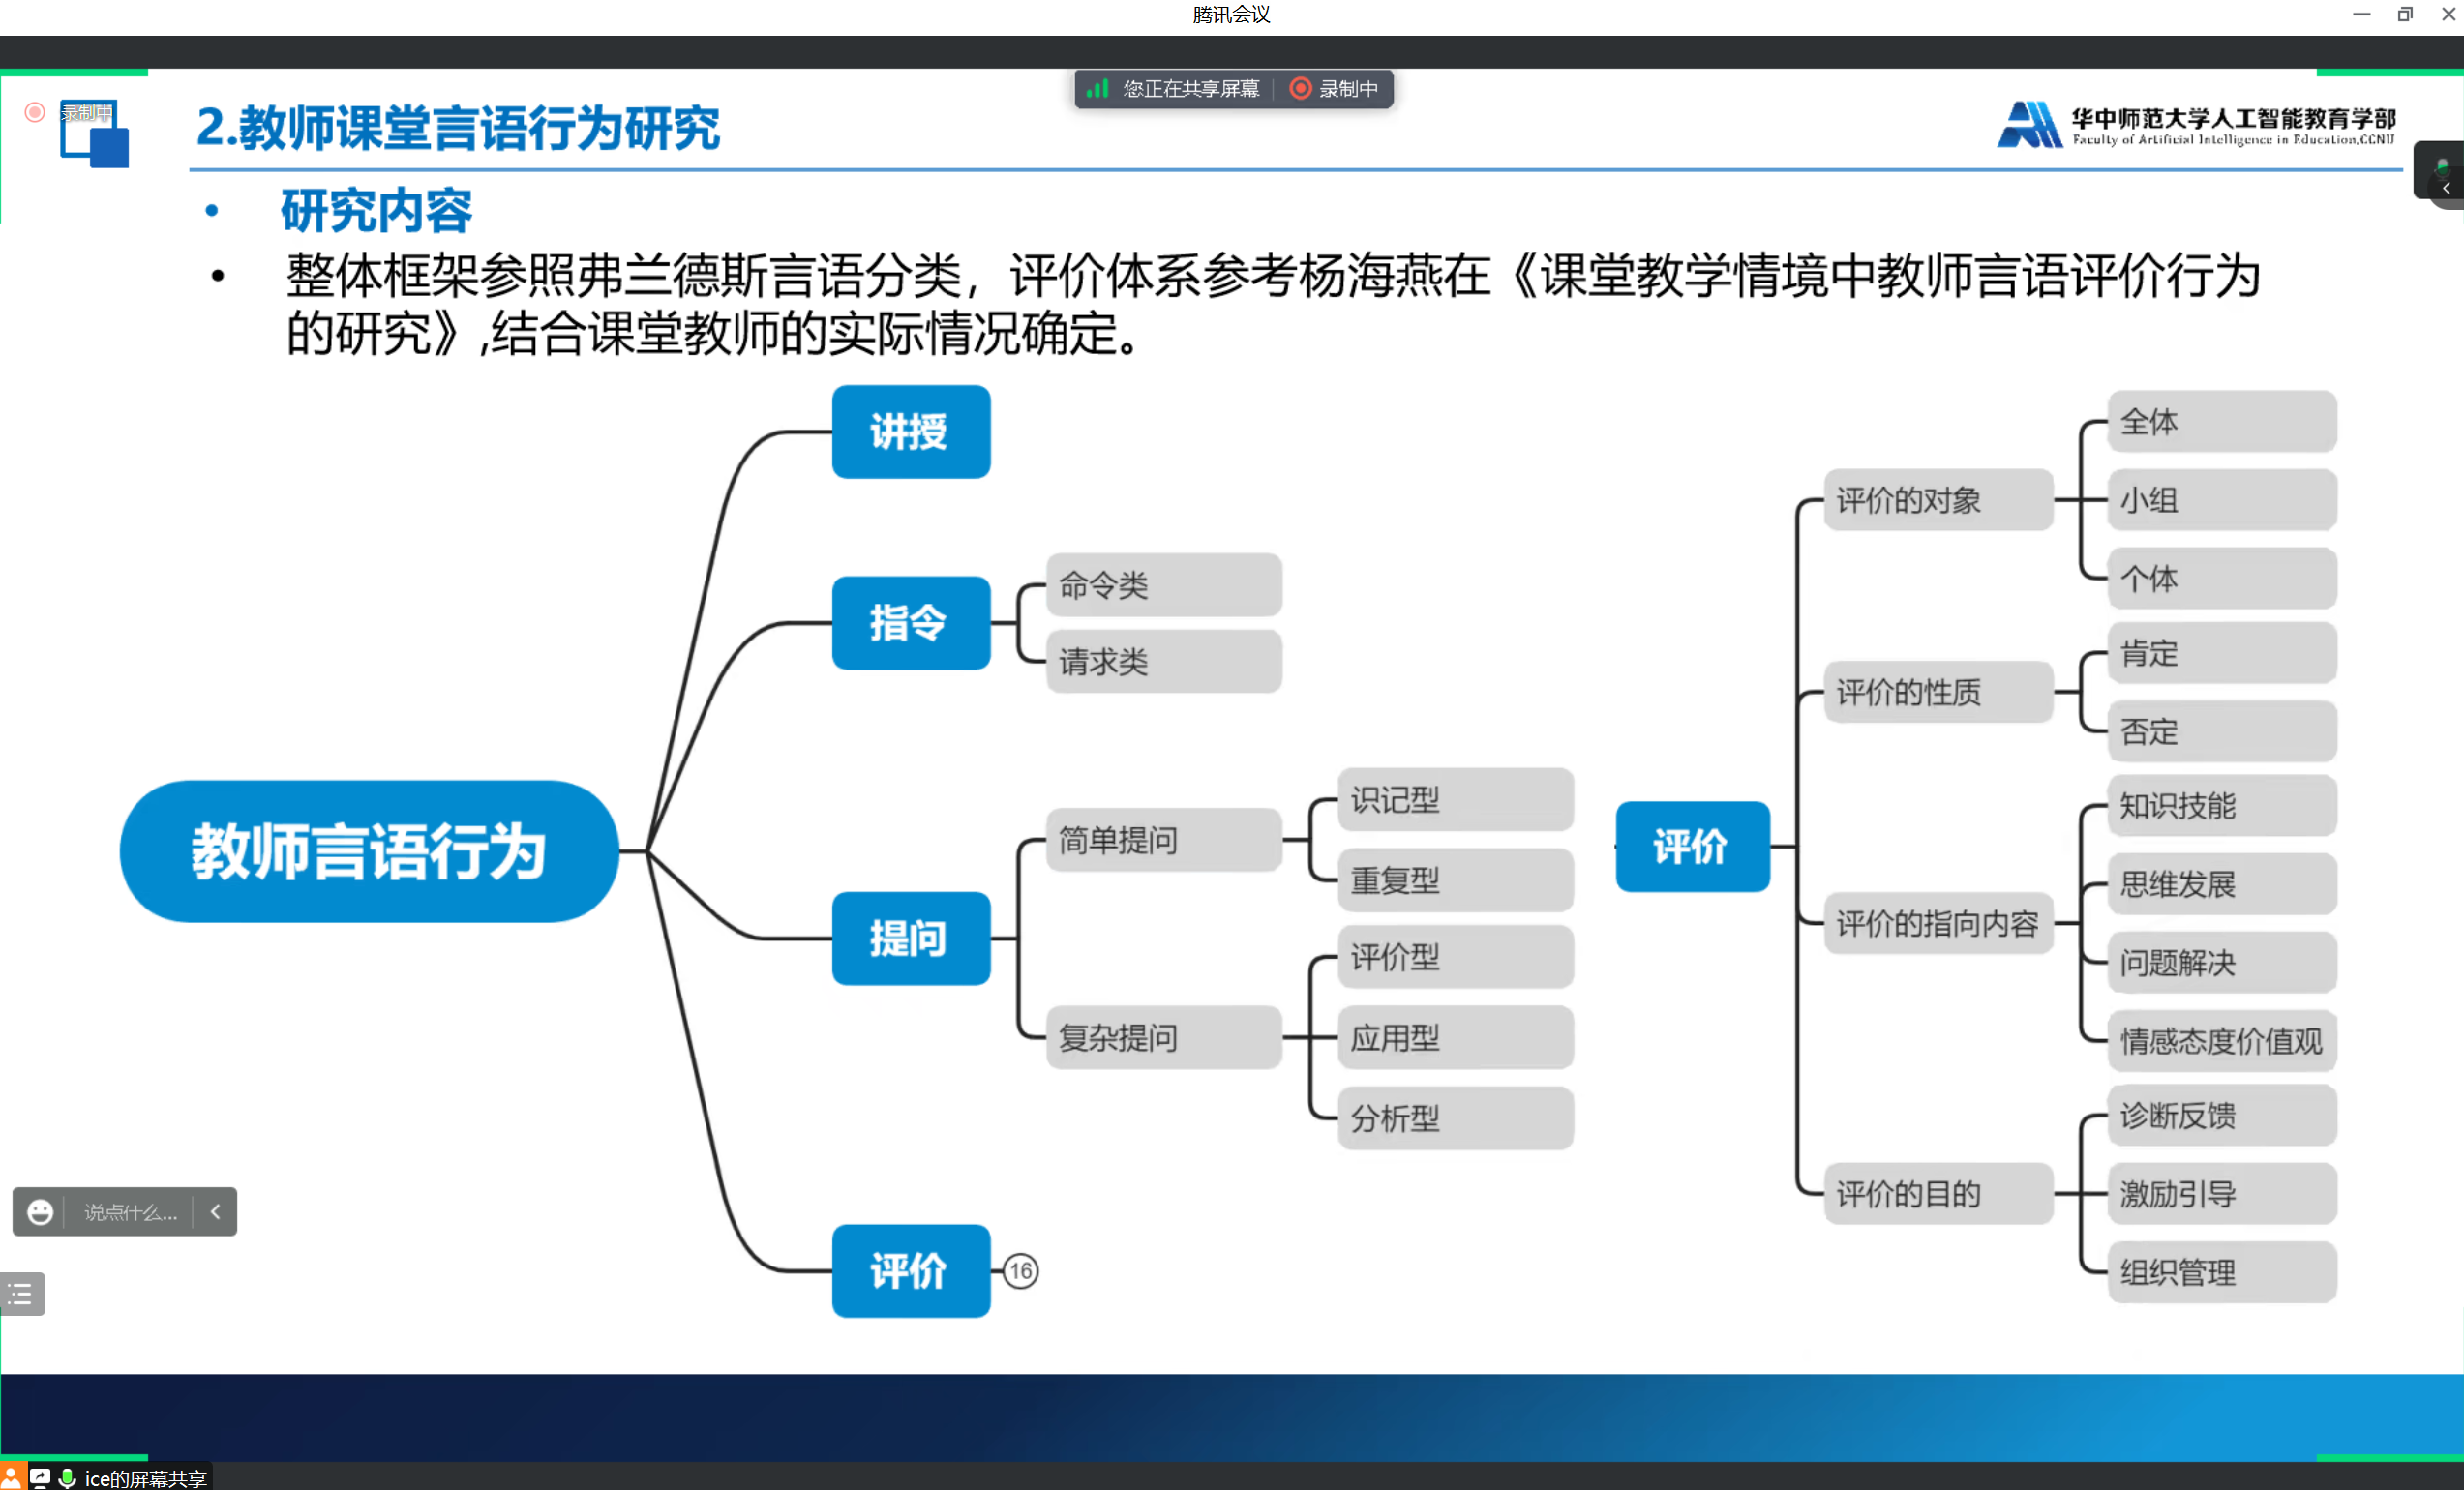 腾讯会议
您正在共享屏幕
录制中
录制中
2.教师课堂言语行为研究
华中师范大学人工智能教育学部
Faculty of Artificial Intelligence in Education,CCNU
• 研究内容
• 整体框架参照弗兰德斯言语分类，评价体系参考杨海燕在《课堂教学情境中教师言语评价行为
的研究》,结合课堂教师的实际情况确定。
教师言语行为
讲授
指令
命令类
请求类
提问
简单提问
识记型
重复型
复杂提问
评价型
应用型
分析型
评价
16
评价
评价的对象
全体
小组
个体
评价的性质
肯定
否定
评价的指向内容
知识技能
思维发展
问题解决
情感态度价值观
评价的目的
诊断反馈
激励引导
组织管理
说点什么...
ice的屏幕共享